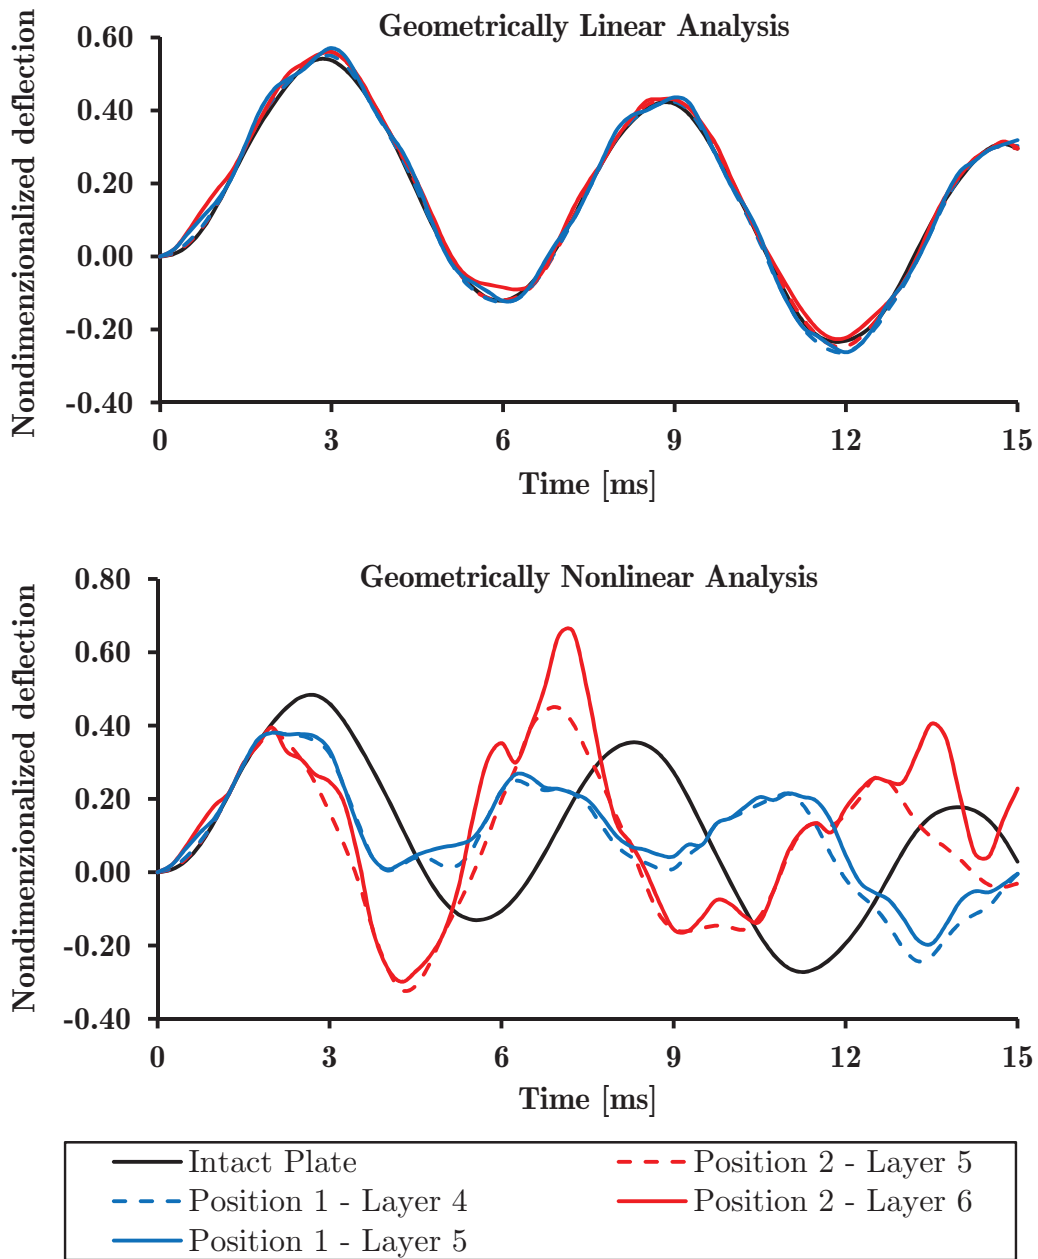 Geometrically Linear Analysis
Nondimenzionalized deflection
0.60
0.40
0.20
0.00
-0.20
-0.40
0 3 6 9 12 15
Time [ms]
Geometrically Nonlinear Analysis
Nondimenzionalized deflection
0.80
0.60
0.40
0.20
0.00
-0.20
-0.40
0 3 6 9 12 15
Time [ms]
Intact Plate
Position 2 - Layer 5
Position 1 - Layer 4
Position 2 - Layer 6
Position 1 - Layer 5